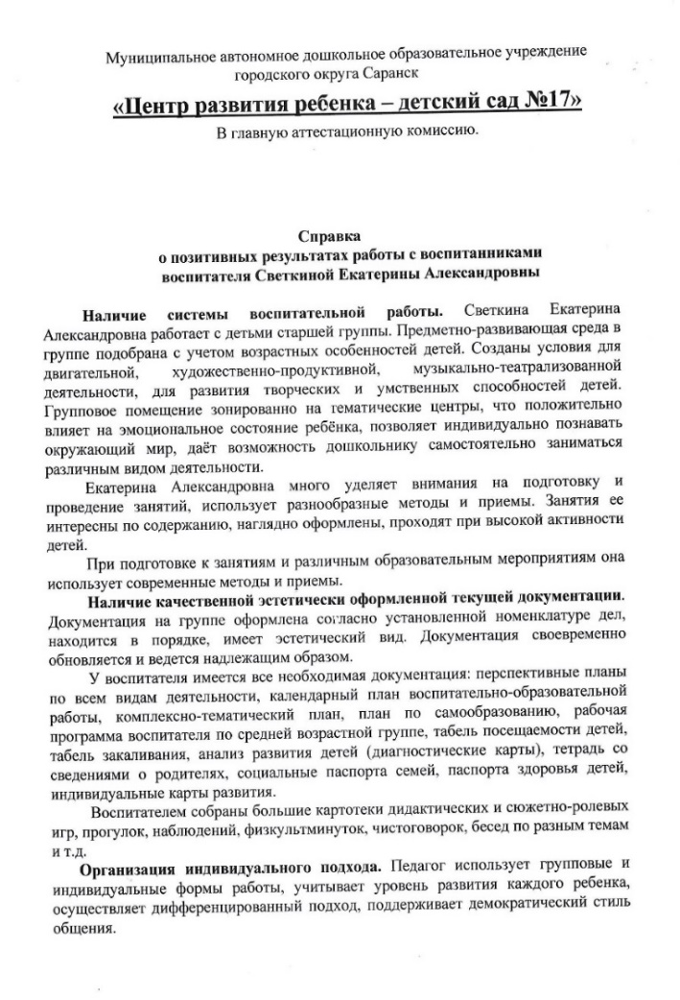 Муниципальное автономное дошкольное образовательное учреждение
городского округа Саранск
«Центр развития ребенка – детский сад №17»
В главную аттестационную комиссию.
Справка
о позитивных результатах работы с воспитанниками
воспитателя Светкиной Екатерины Александровны
Наличие системы воспитательной работы. Светкина Екатерина
Александровна работает с детьми старшей группы. Предметно-развивающая среда в
группе подобрана с учетом возрастных особенностей детей. Созданы условия для
двигательной, художественно-продуктивной, музыкально-театрализованной
деятельности, для развития творческих и умственных способностей детей.
Групповое помещение зонированно на тематические центры, что положительно
влияет на эмоциональное состояние ребёнка, позволяет индивидуально познавать
окружающий мир, даёт возможность дошкольнику самостоятельно заниматься
различным видом деятельности.
Екатерина Александровна много уделяет внимания на подготовку и
проведение занятий, использует разнообразные методы и приемы. Занятия ее
интересны по содержанию, наглядно оформлены, проходят при высокой активности
детей.
При подготовке к занятиям и различным образовательным мероприятиям она
использует современные методы и приемы.
Наличие качественной эстетически оформленной текущей документации.
Документация на группе оформлена согласно установленной номенклатуре дел,
находится в порядке, имеет эстетический вид. Документация своевременно
обновляется и ведется надлежащим образом.
У воспитателя имеется все необходимая документация: перспективные планы
по всем видам деятельности, календарный план воспитательно-образовательной
работы, комплексно-тематический план, план по самообразованию, рабочая
программа воспитателя по средней возрастной группе, табель посещаемости детей,
табель закаливания, анализ развития детей (диагностические карты), тетрадь со
сведениями о родителях, социальные паспорта семей, паспорта здоровья детей,
индивидуальные карты развития.
Воспитателем собраны большие картотеки дидактических и сюжетно-ролевых
игр, прогулок, наблюдений, физкультминуток, чистоговорок, бесед по разным темам
и т.д.
Организация индивидуального подхода. Педагог использует групповые и
индивидуальные формы работы, учитывает уровень развития каждого ребенка,
осуществляет дифференцированный подход, поддерживает демократический стиль
общения.